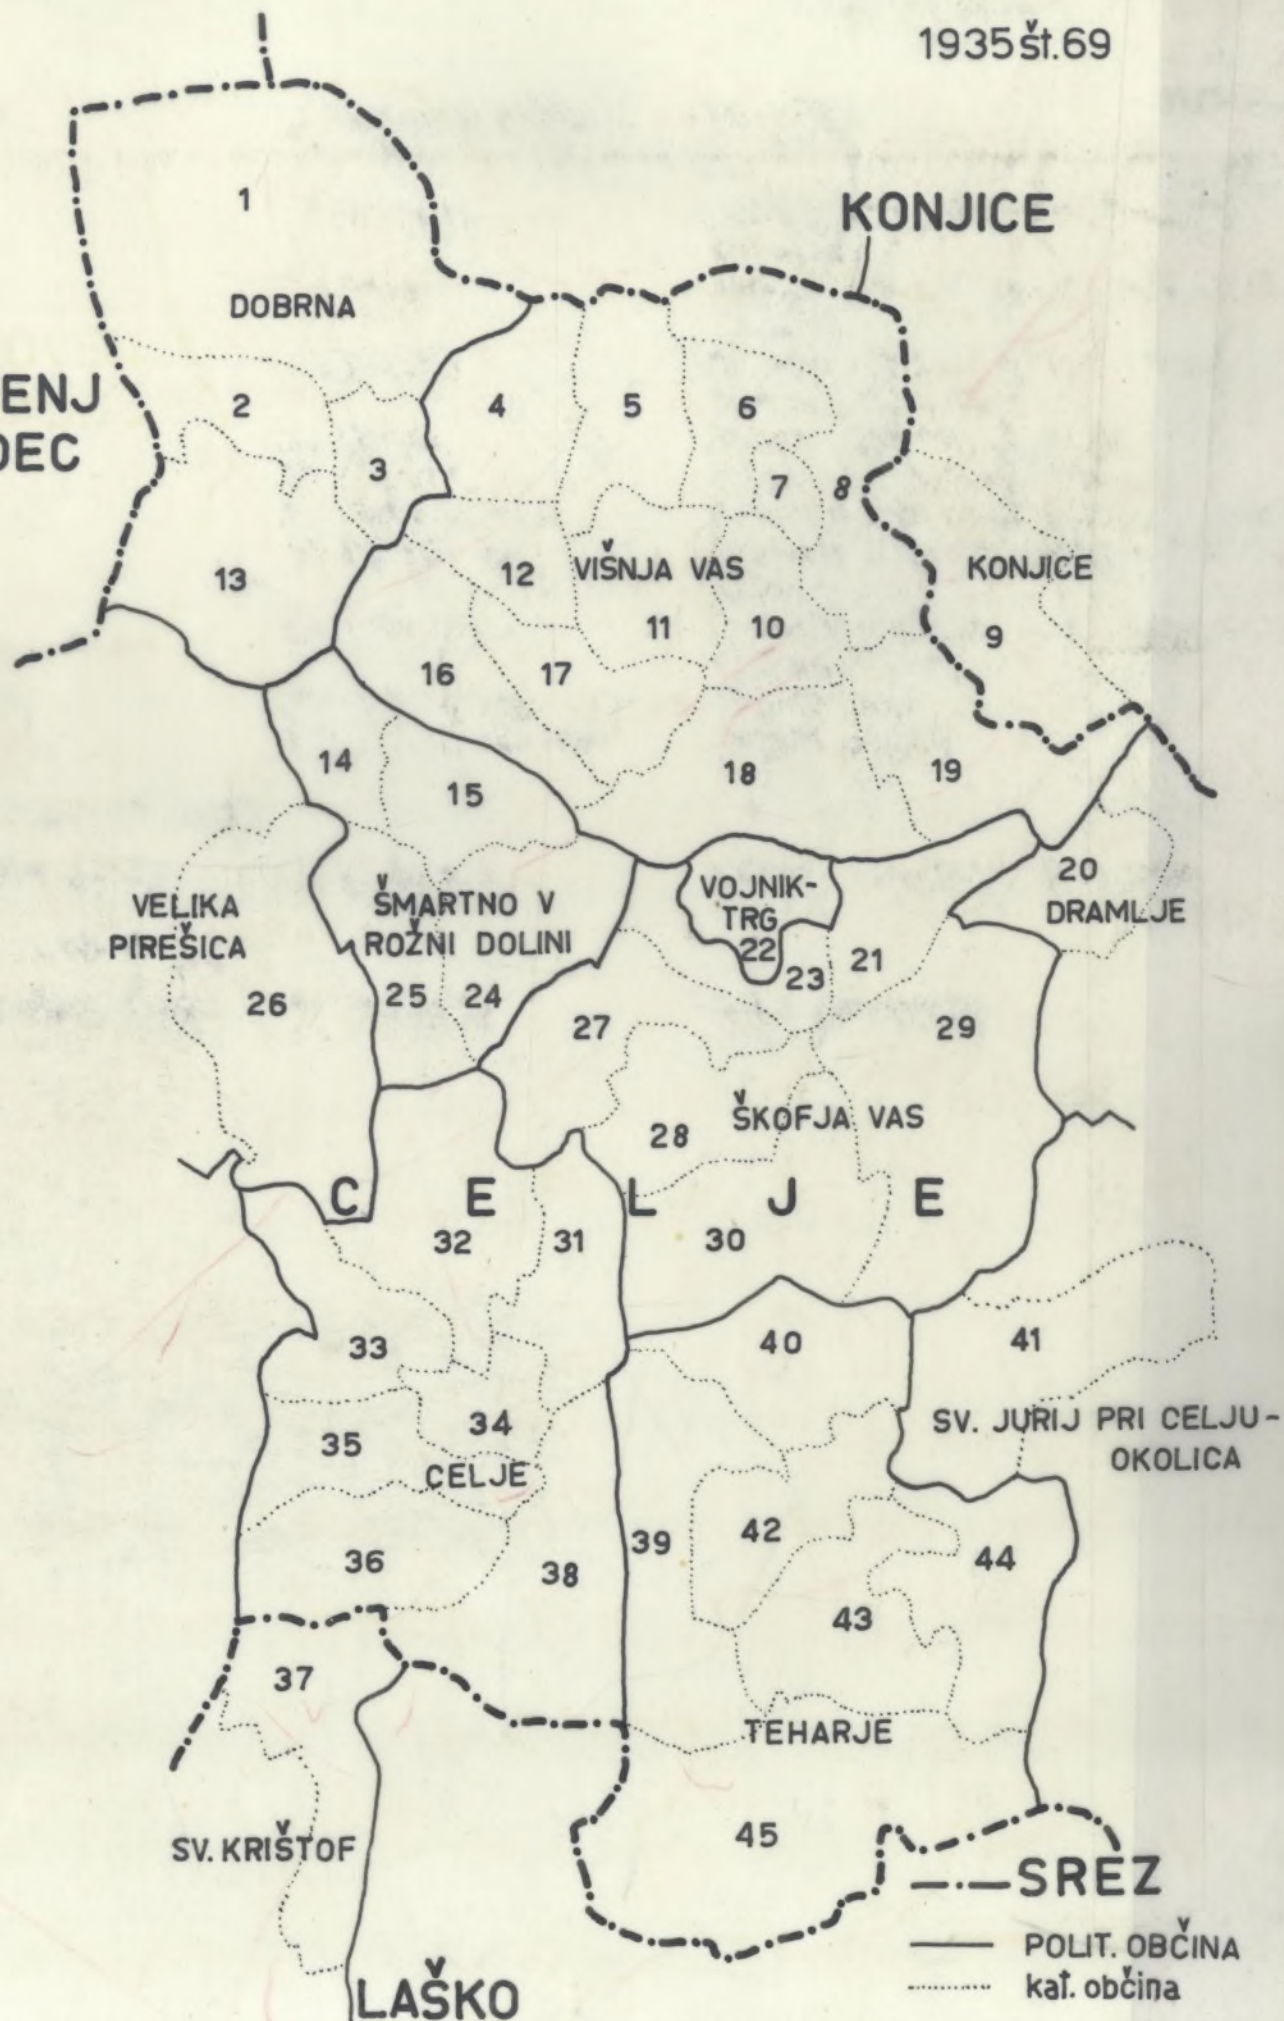 1935 št. 69
1
KONJICE
DOBRNA
ENJ
DEC
2
3
4
5
6
7
8
VIŠNJA VAS
KONJICE
9
10
11
12
13
14
15
16
17
18
19
20
DRAMLJE
VELIKA
PIREŠICA
ŠMARTNO V
ROŽNI DOLINI
VOJNIK-
TRG
22
23
21
26
25
24
27
29
28
ŠKOFJA VAS
C E L J E
32
31
30
33
40
41
34
35
CELJE
SV. JURIJ PRI CELJU-
OKOLICA
36
38
39
42
44
43
37
TEHARJE
SV. KRIŠTOF
45
LAŠKO
SREZ
POLIT. OBČINA
kat. občina